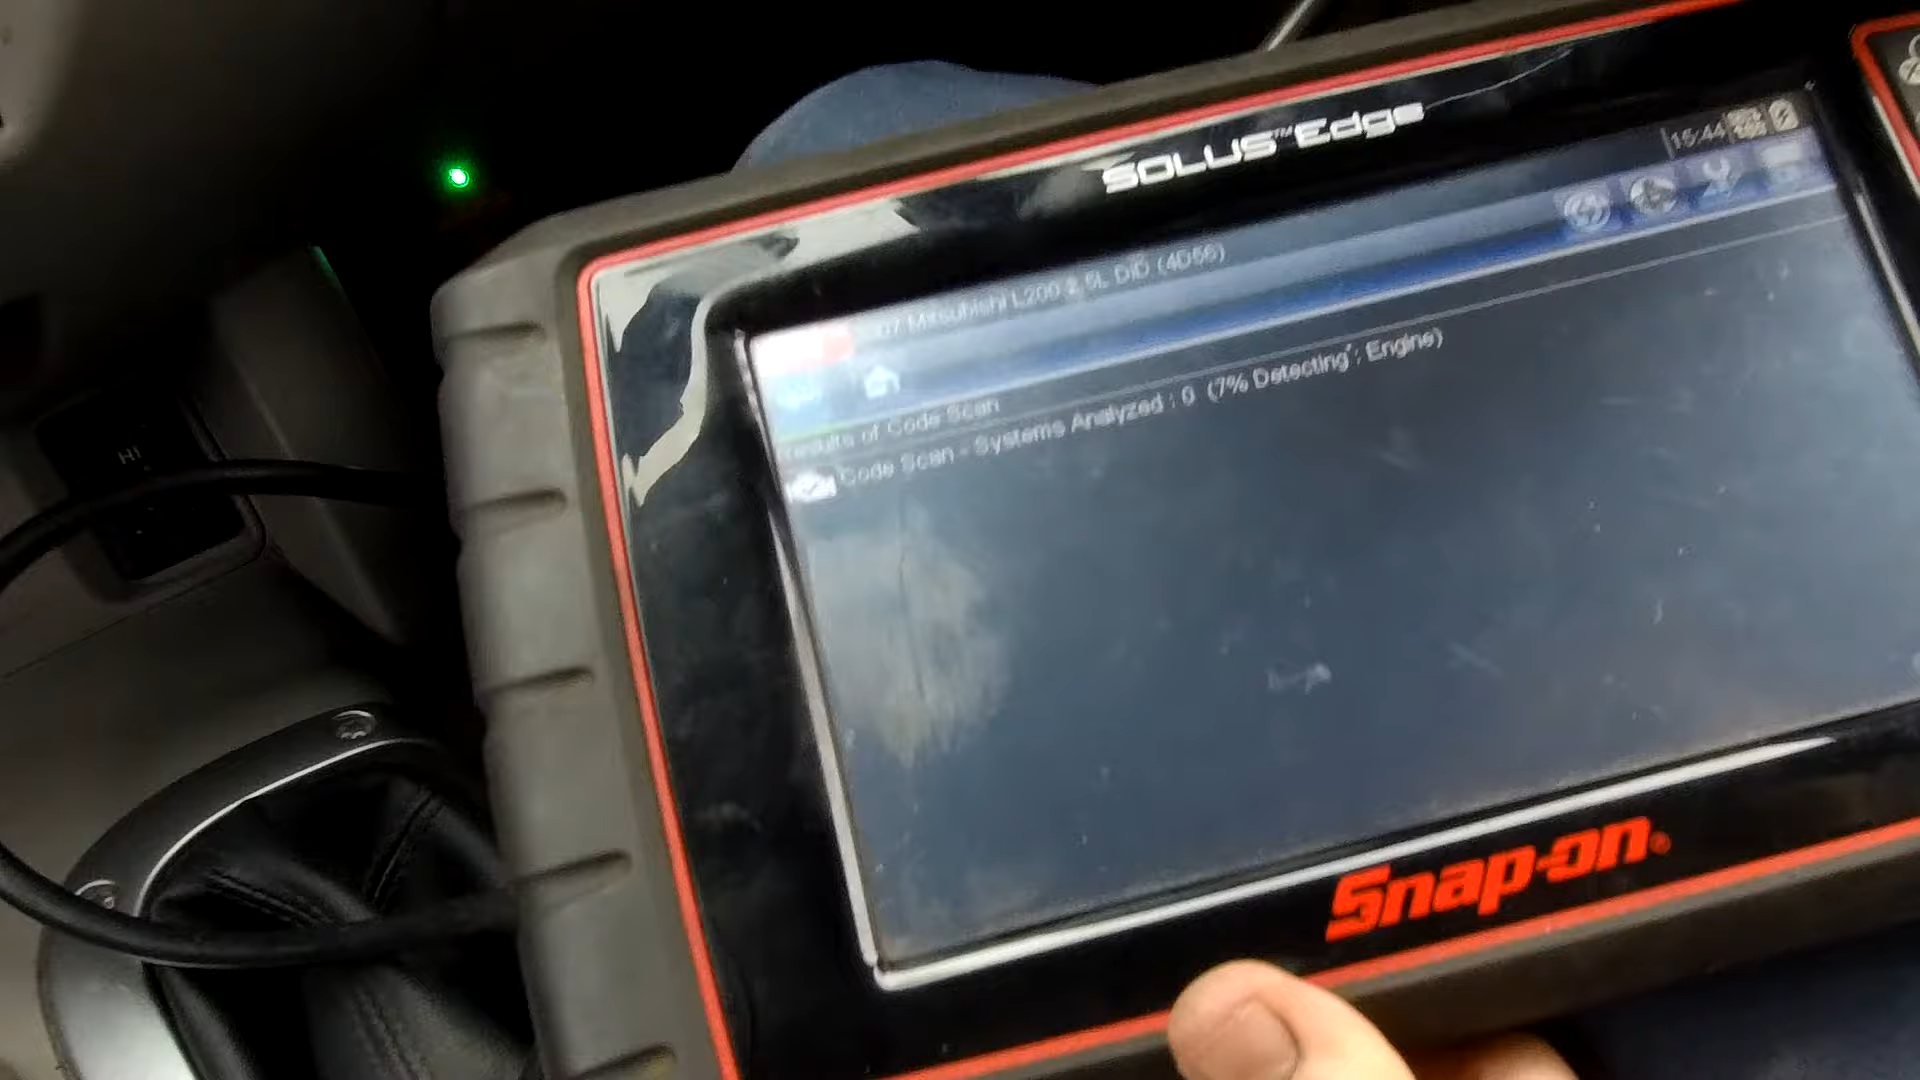 SOLUS™ Edge
15:44
07 Mitsubishi L200 2.5L DID (4D56)
Results of Code Scan
Code Scan - Systems Analyzed : 0 (7% Detecting : Engine)
Snap-on®
HI